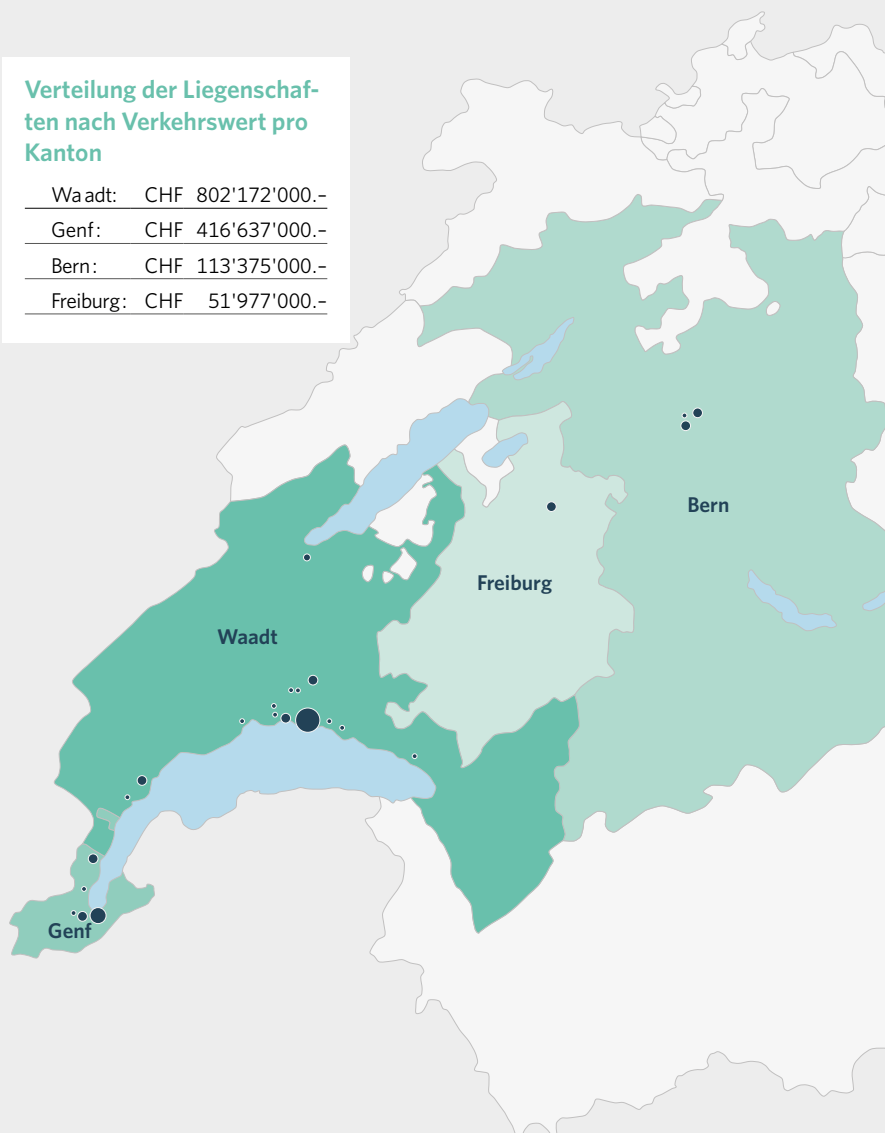 Verteilung der Liegenschaf-
ten nach Verkehrswert pro
Kanton
Waadt: CHF 802'172'000.–
Genf: CHF 416'637'000.–
Bern: CHF 113'375'000.–
Freiburg: CHF 51'977'000.–
Bern
Freiburg
Waadt
Genf